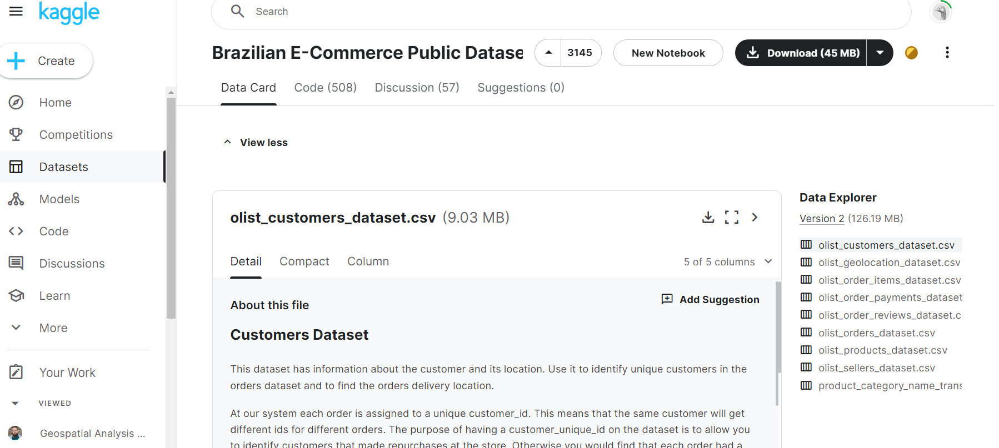 kaggle
Search
Create
Brazilian E-Commerce Public Datase
3145
New Notebook
Download (45 MB)
Data Card
Code (508)
Discussion (57)
Suggestions (0)
Home
Competitions
Datasets
Models
Code
Discussions
Learn
More
Your Work
VIEWED
Geospatial Analysis ...
View less
olist_customers_dataset.csv (9.03 MB)
Detail
Compact
Column
5 of 5 columns
About this file
Add Suggestion
Customers Dataset
This dataset has information about the customer and its location. Use it to identify unique customers in the
orders dataset and to find the orders delivery location.
At our system each order is assigned to a unique customer_id. This means that the same customer will get
different ids for different orders. The purpose of having a customer_unique_id on the dataset is to allow you
to identify customers that made repurchases at the store. Otherwise you would find that each order had a
Data Explorer
Version 2 (126.19 MB)
olist_customers_dataset.csv
olist_geolocation_dataset.csv
olist_order_items_dataset.csv
olist_order_payments_dataset
olist_order_reviews_dataset.c
olist_orders_dataset.csv
olist_products_dataset.csv
olist_sellers_dataset.csv
product_category_name_trans